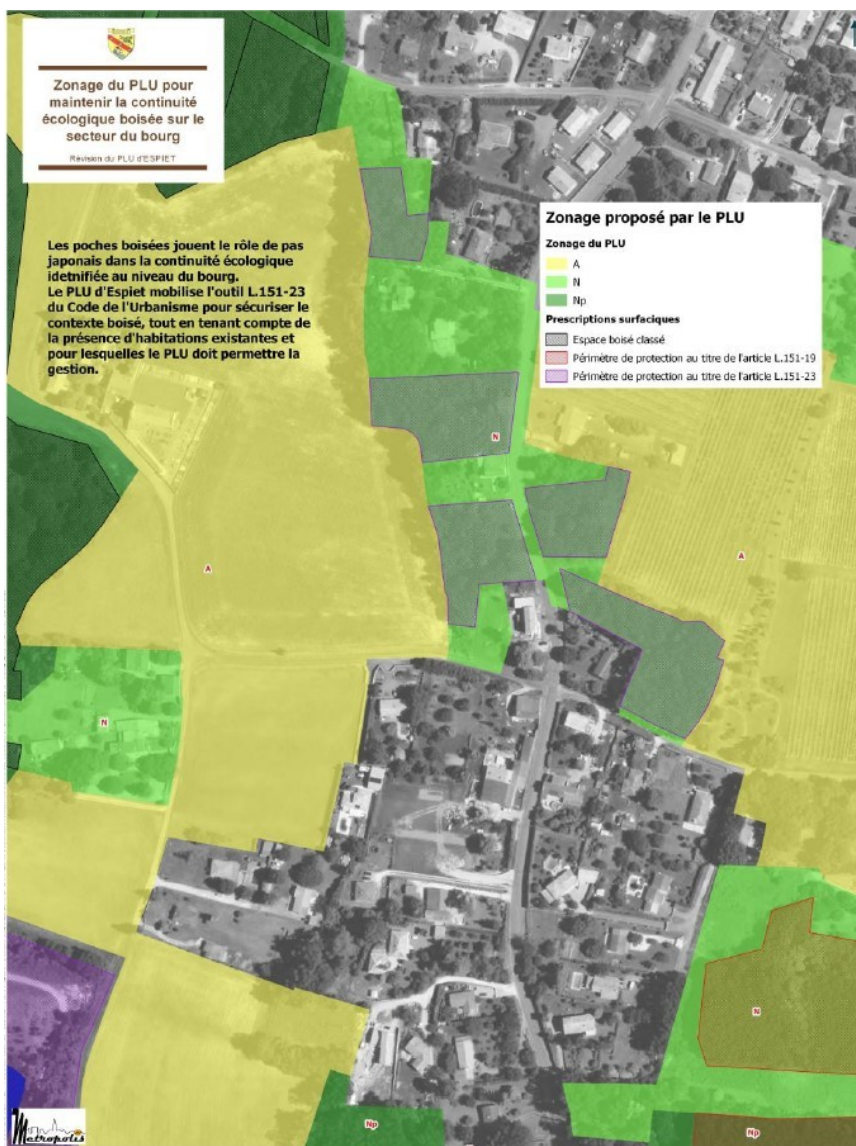 Zonage du PLU pour
maintenir la continuité
écologique boisée sur le
secteur du bourg
Révision du PLU d'ESPIET
Les poches boisées jouent le rôle de pas
japonais dans la continuité écologique
idetnifiée au niveau du bourg.
Le PLU d'Espiet mobilise l'outil L.151-23
du Code de l'Urbanisme pour sécuriser le
contexte boisé, tout en tenant compte de
la présence d'habitations existantes et
pour lesquelles le PLU doit permettre la
gestion.
Zonage proposé par le PLU
Zonage du PLU
A
N
Np
Prescriptions surfaciques
Espace boisé classé
Périmètre de protection au titre de l'article L.151-19
Périmètre de protection au titre de l'article L.151-23
N
A
A
N
N
Np
Np
Metropolis